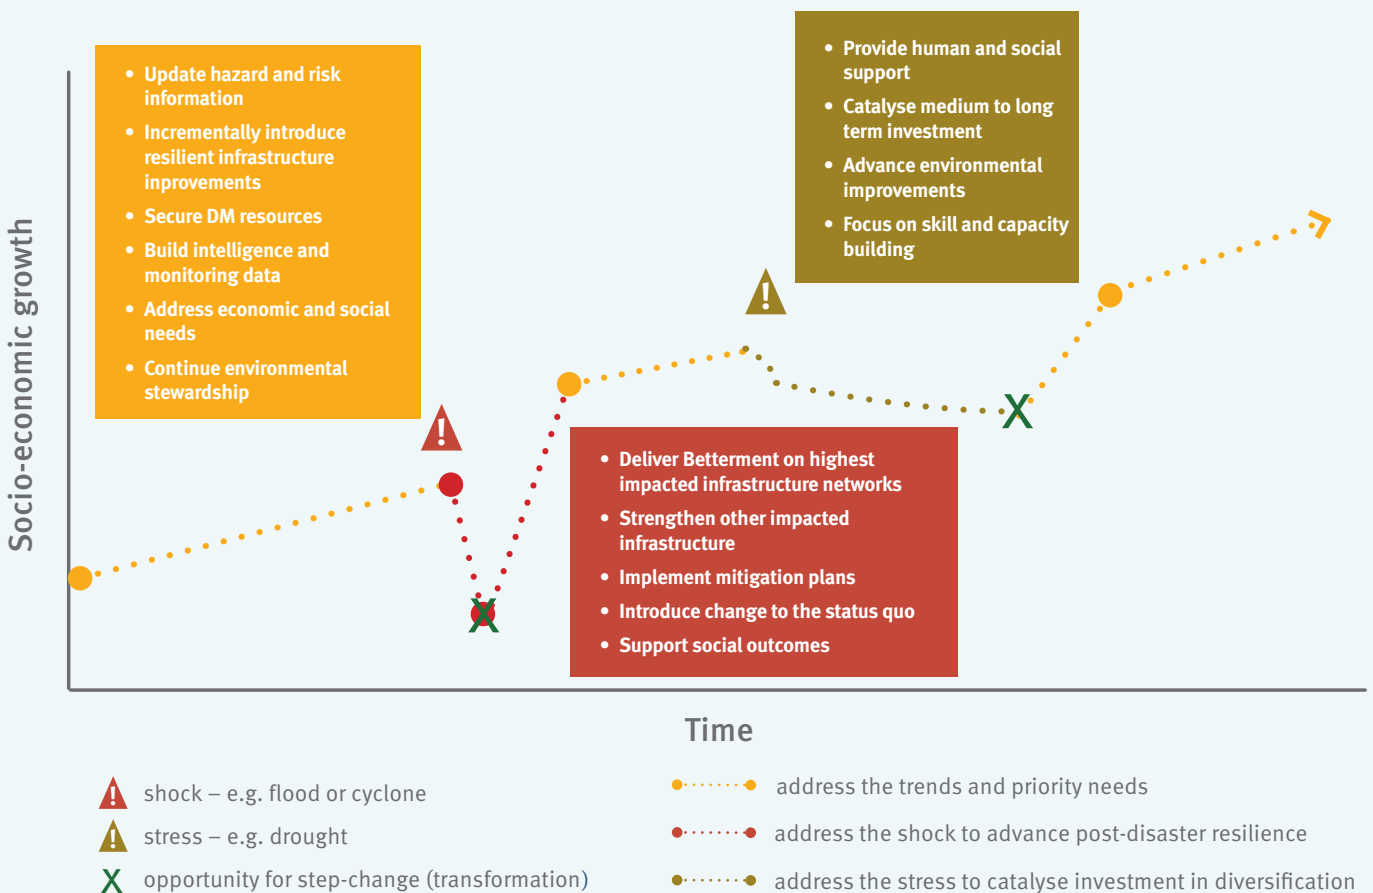 • Update hazard and risk
information
• Incrementally introduce
resilient infrastructure
inprovements
• Secure DM resources
• Build intelligence and
monitoring data
• Address economic and social
needs
• Continue environmental
stewardship
• Provide human and social
support
• Catalyse medium to long
term investment
• Advance environmental
improvements
• Focus on skill and capacity
building
• Deliver Betterment on highest
impacted infrastructure networks
• Strengthen other impacted
infrastructure
• Implement mitigation plans
• Introduce change to the status quo
• Support social outcomes
!
!
X
X
Socio-economic growth
Time
! shock – e.g. flood or cyclone
! stress – e.g. drought
X opportunity for step-change (transformation)
address the trends and priority needs
address the shock to advance post-disaster resilience
address the stress to catalyse investment in diversification